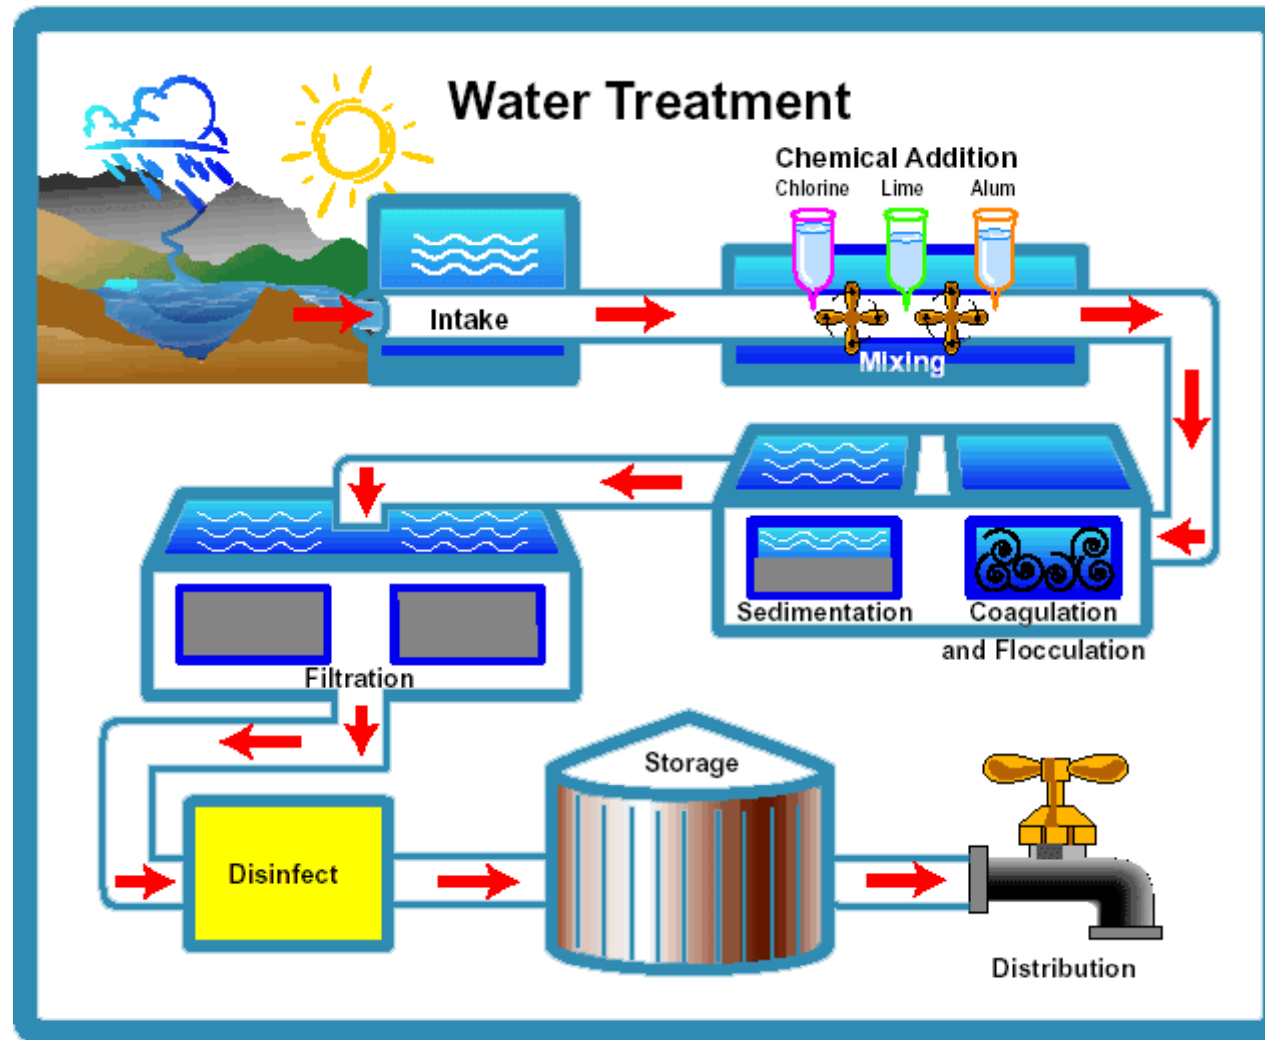 Water Treatment
Chemical Addition
Chlorine Lime Alum
Intake
Mixing
Sedimentation
Coagulation
and Flocculation
Filtration
Storage
Disinfect
Distribution